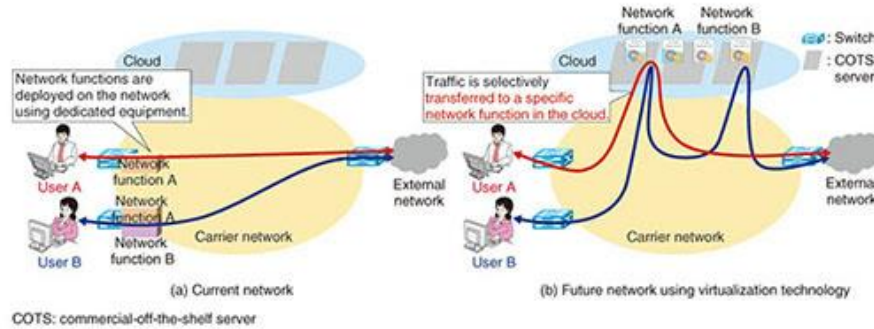 Cloud
Network functions are
deployed on the network
using dedicated equipment.
User A
Network
function A
Network
function A
Network
function B
User B
Carrier network
External
network
(a) Current network
Network
function A
Network
function B
: Switch
: COTS
server
Cloud
Traffic is selectively
transferred to a specific
network function in the cloud.
User A
User B
Carrier network
External
network
(b) Future network using virtualization technology
COTS: commercial-off-the-shelf server